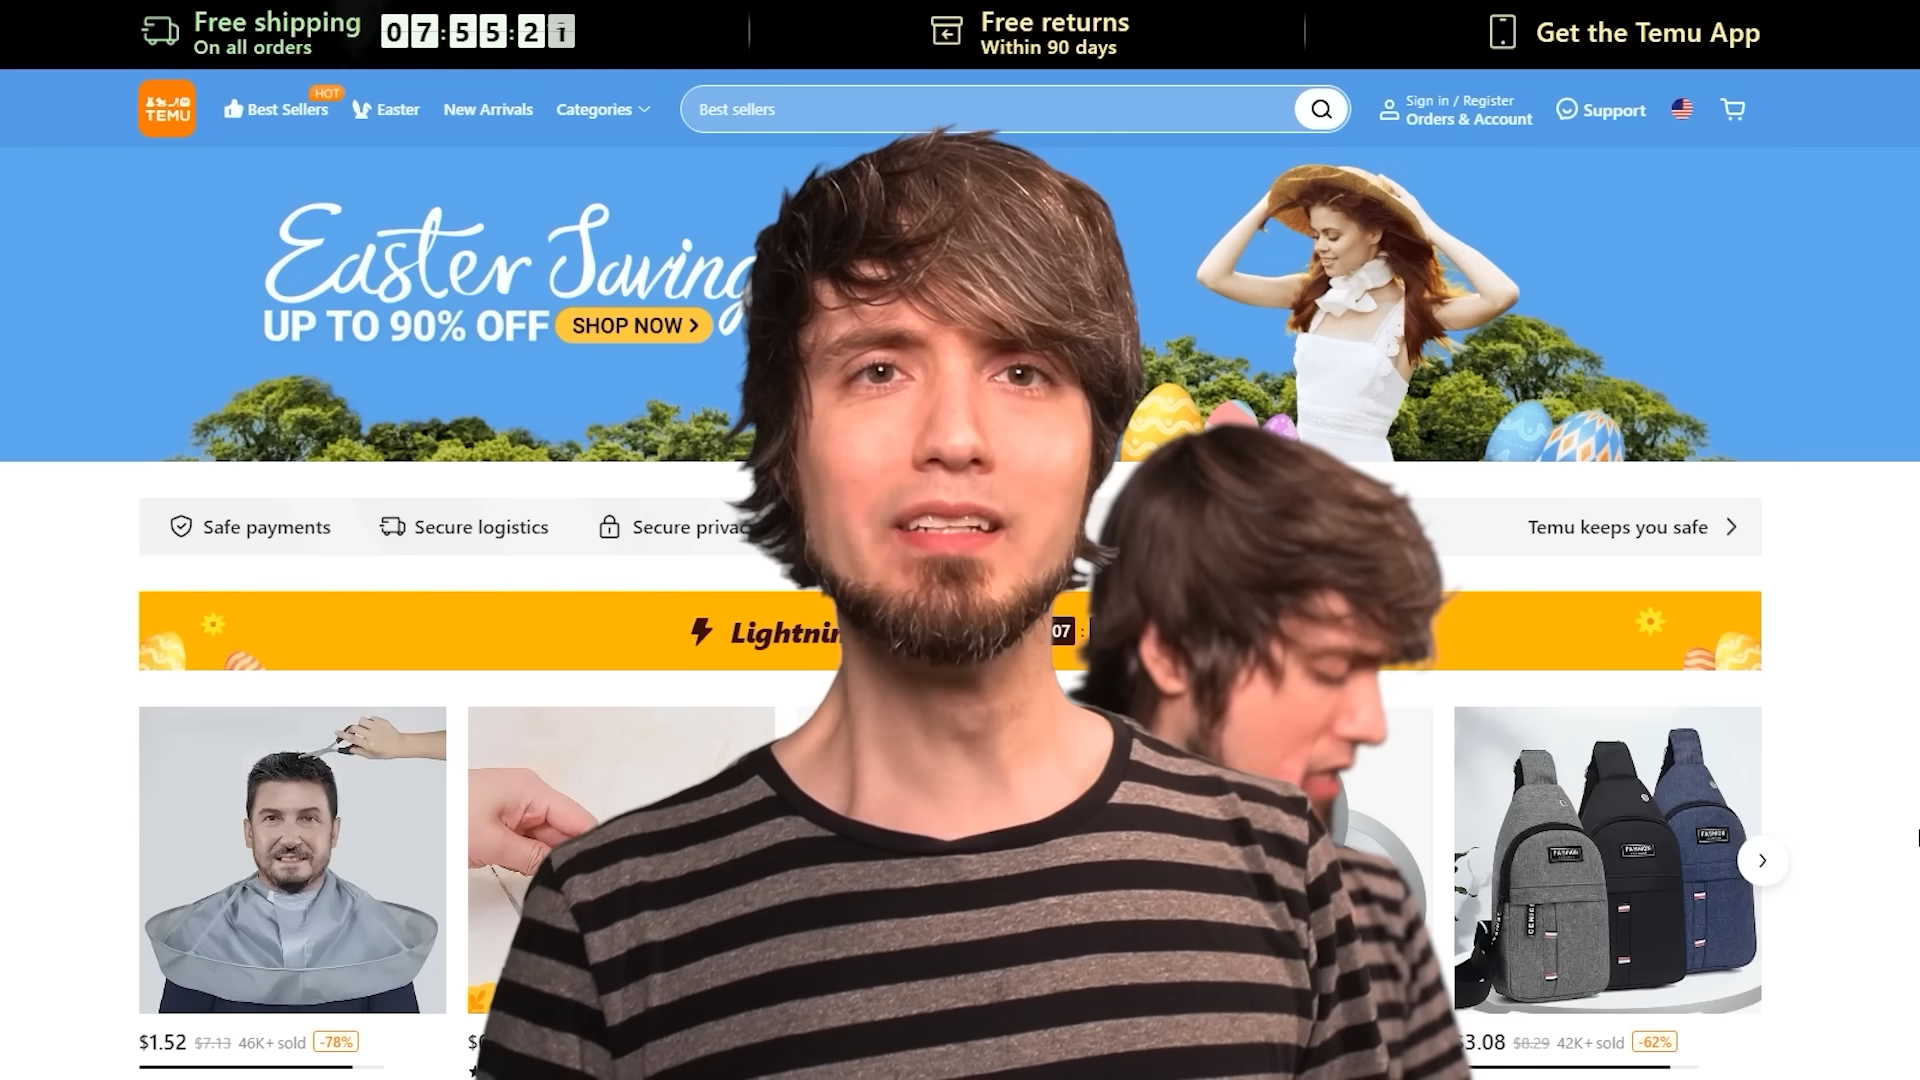 Free shipping
On all orders
07:55:21
Free returns
Within 90 days
Get the Temu App
TEMU
Best Sellers
HOT
Easter
New Arrivals
Categories
Best sellers
Sign in / Register
Orders & Account
Support
Easter Saving
UP TO 90% OFF
SHOP NOW >
Safe payments
Secure logistics
Secure privac
Temu keeps you safe
Lightnin
07 :
FASHION
FASHION
FASHION
$1.52 $7.13 46K+ sold -78%
$
3.08 $8.29 42K+ sold -62%